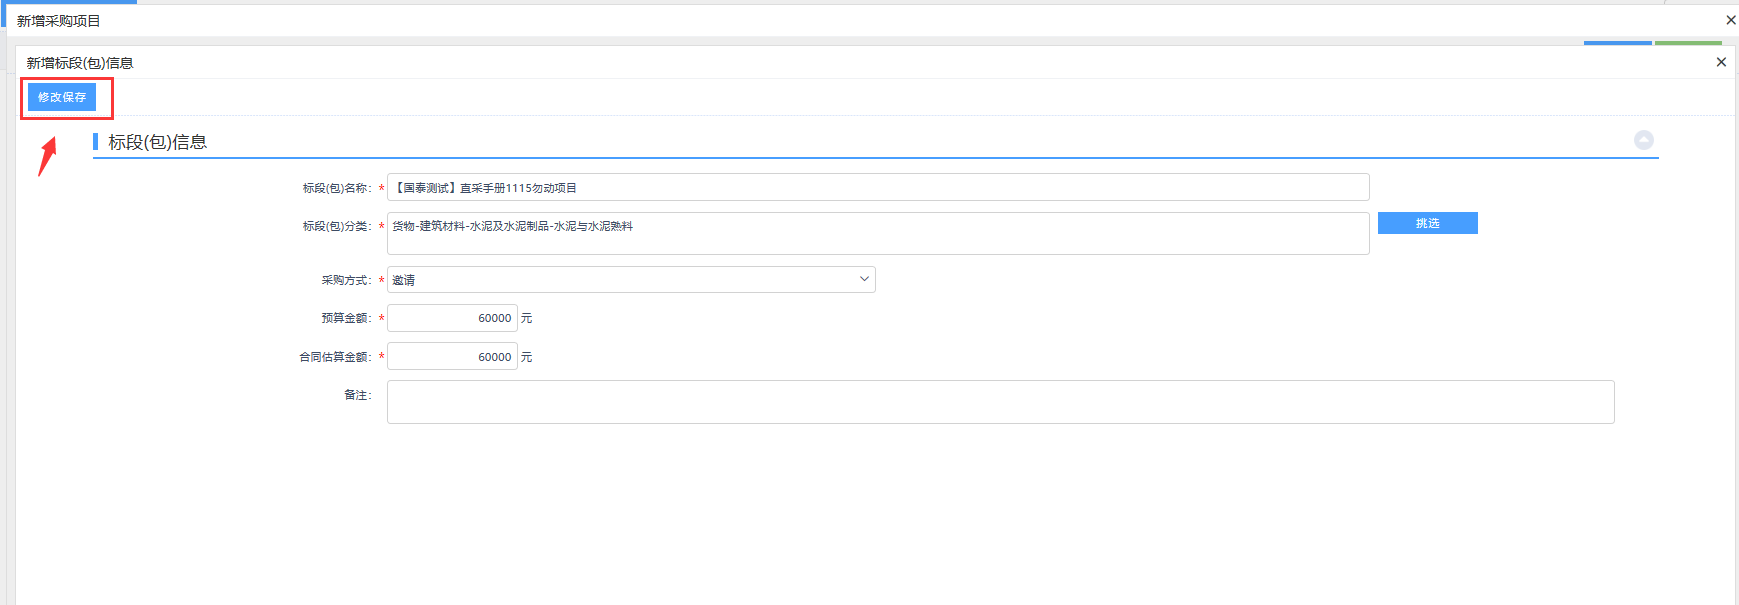 新增采购项目
新增标段(包)信息
修改保存
标段(包)信息
标段(包)名称: * 【国泰测试】直采手册1115勿动项目
标段(包)分类: * 货物-建筑材料-水泥及水泥制品-水泥与水泥熟料 挑选
采购方式: * 邀请
预算金额: * 60000 元
合同估算金额: * 60000 元
备注: